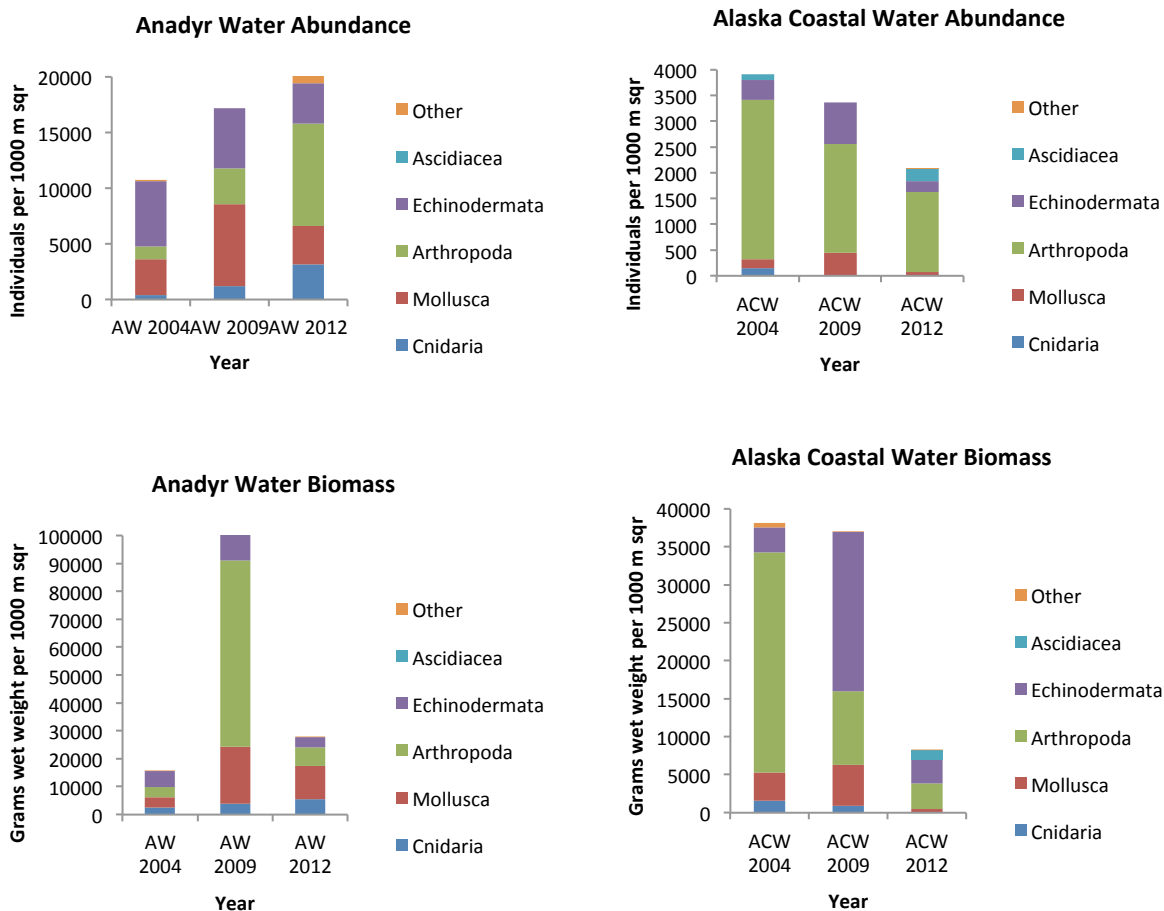 Anadyr Water Abundance
Individuals per 1000 m sqr
20000
15000
10000
5000
0
AW 2004 AW 2009 AW 2012
Year
Other
Ascidiacea
Echinodermata
Arthropoda
Mollusca
Cnidaria
Alaska Coastal Water Abundance
Individuals per 1000 m sqr
4000
3500
3000
2500
2000
1500
1000
500
0
ACW 2004
ACW 2009
ACW 2012
Year
Other
Ascidiacea
Echinodermata
Arthropoda
Mollusca
Cnidaria
Anadyr Water Biomass
Grams wet weight per 1000 m sqr
100000
90000
80000
70000
60000
50000
40000
30000
20000
10000
0
AW 2004
AW 2009
AW 2012
Year
Other
Ascidiacea
Echinodermata
Arthropoda
Mollusca
Cnidaria
Alaska Coastal Water Biomass
Grams wet weight per 1000 m sqr
40000
35000
30000
25000
20000
15000
10000
5000
0
ACW 2004
ACW 2009
ACW 2012
Year
Other
Ascidiacea
Echinodermata
Arthropoda
Mollusca
Cnidaria